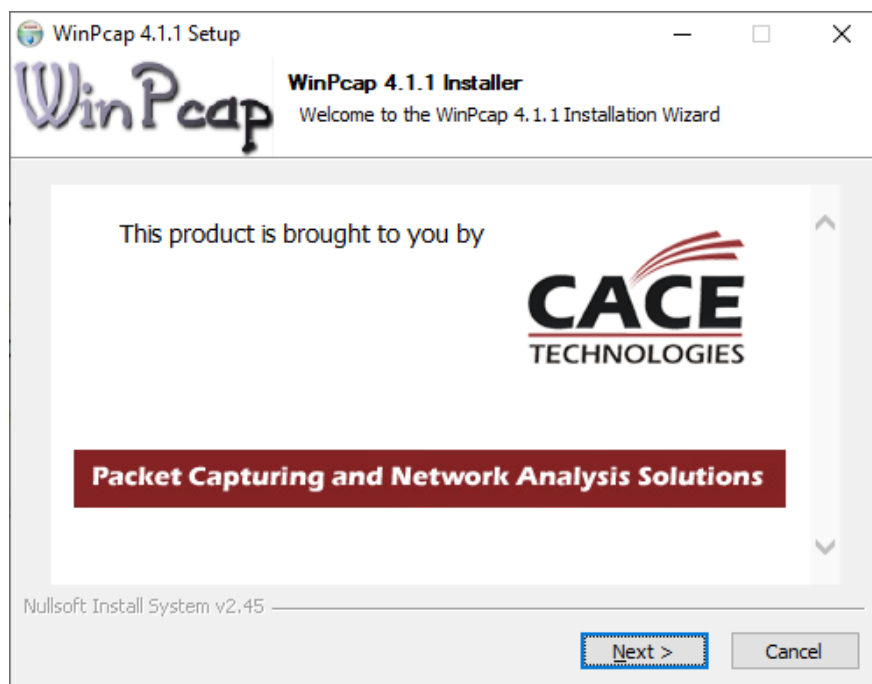 WinPcap 4.1.1 Setup
WinPcap
WinPcap 4.1.1 Installer
Welcome to the WinPcap 4.1.1 Installation Wizard
This product is brought to you by
CACE
TECHNOLOGIES
Packet Capturing and Network Analysis Solutions
Nullsoft Install System v2.45
Next >
Cancel